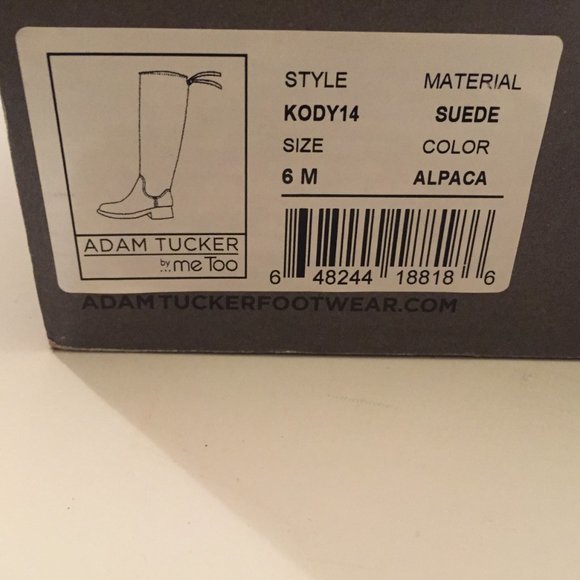 STYLE MATERIAL
KODY14 SUEDE
SIZE COLOR
6 M ALPACA
ADAM TUCKER
by ...me Too
6 48244 18818 6
ADAMTUCKERFOOTWEAR.COM